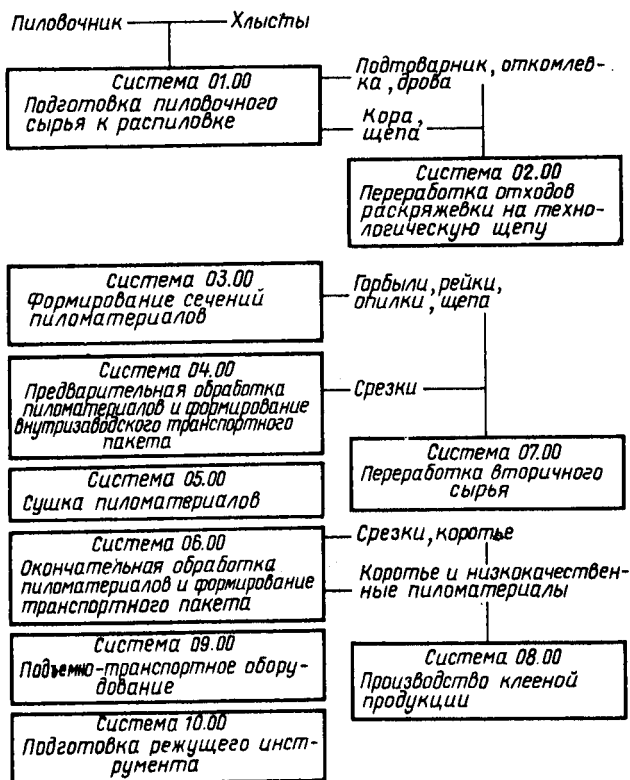 Пиловочник
Хлысты
Система 01.00
Подготовка пиловочного
сырья к распиловке
Подтоварник, откомлев-
ка, дрова
Кора,
щепа
Система 02.00
Переработка отходов
раскряжевки на техно-
логическую щепу
Система 03.00
Формирование сечений
пиломатериалов
Горбыли, рейки,
опилки, щепа
Система 04.00
Предварительная обработка
пиломатериалов и формирование
внутризаводского транспортного
пакета
Срезки
Система 07.00
Переработка вторичного
сырья
Система 05.00
Сушка пиломатериалов
Система 06.00
Окончательная обработка
пиломатериалов и формирование
транспортного пакета
Срезки, коротье
Коротье и низкокачествен-
ные пиломатериалы
Система 09.00
Подъемно-транспортное обору-
дование
Система 08.00
Производство клееной
продукции
Система 10.00
Подготовка режущего инст-
румента